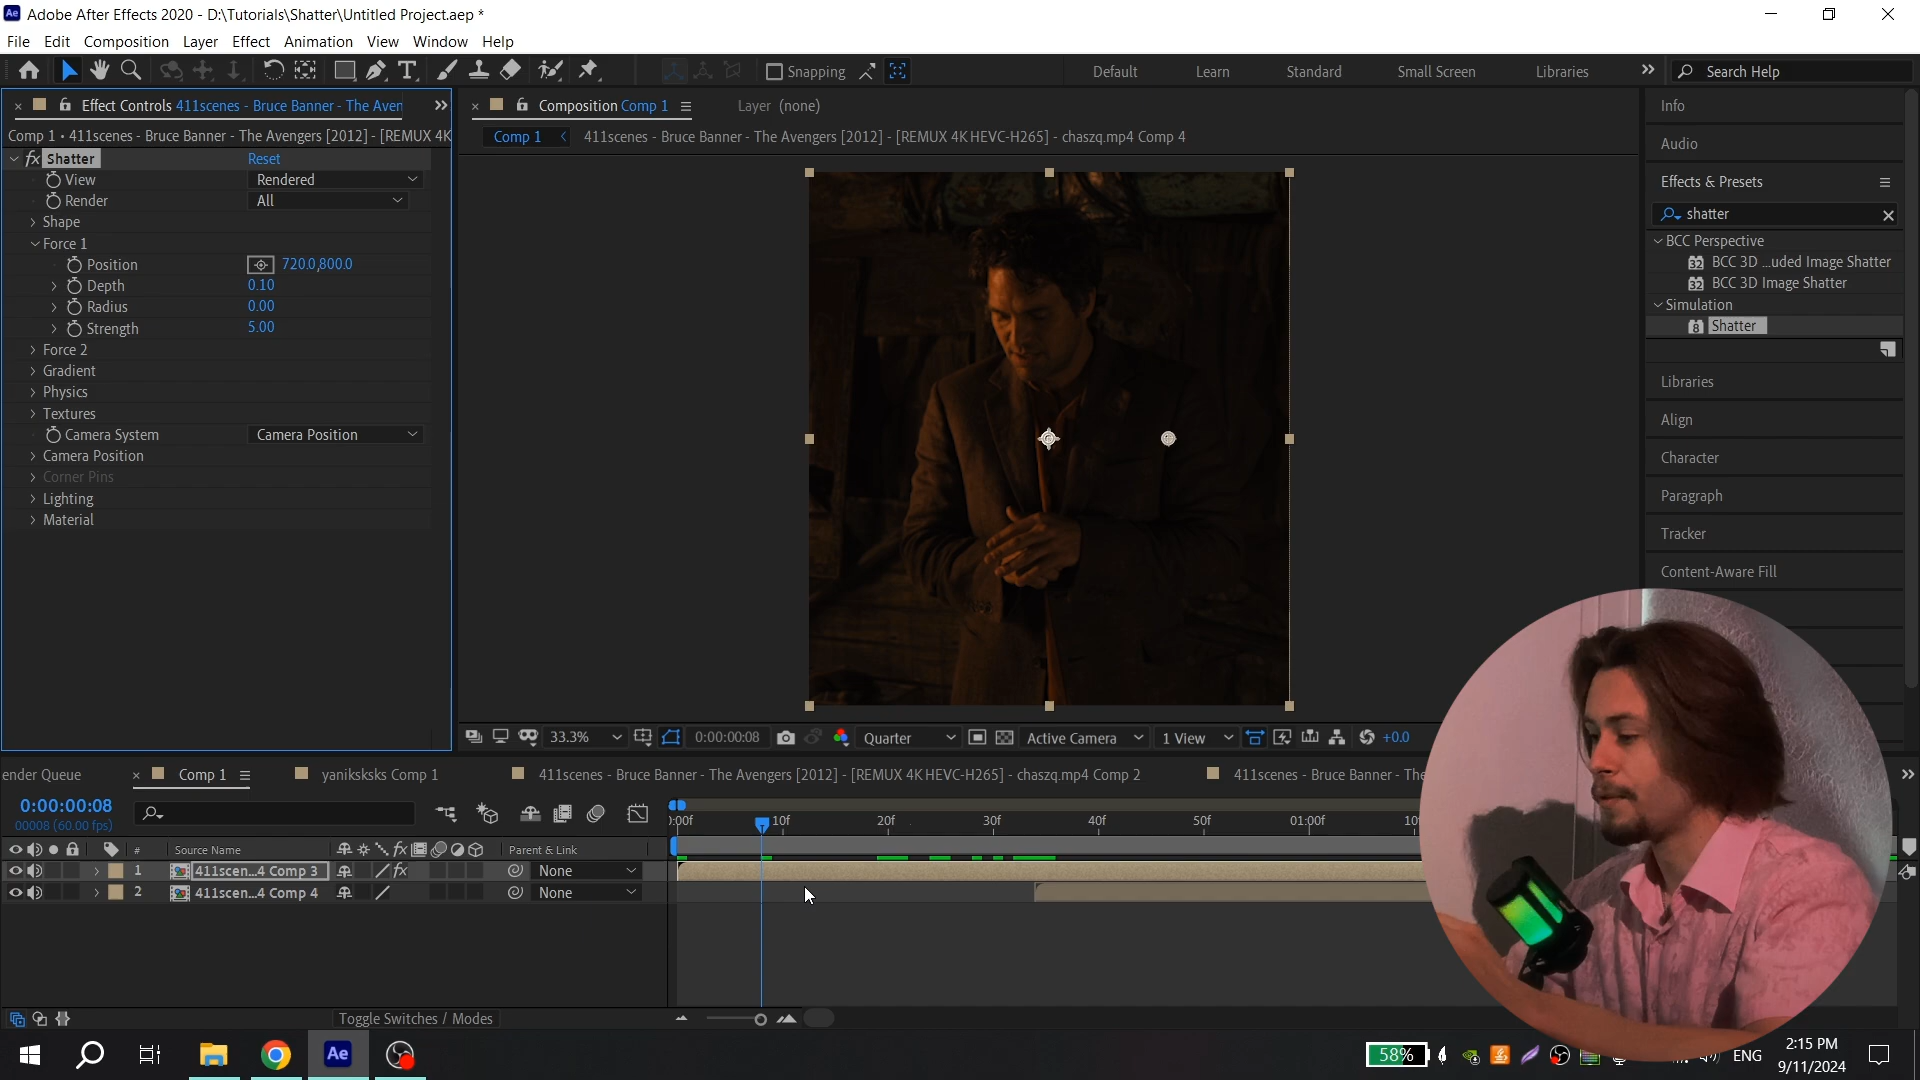 Adobe After Effects 2020 - D:\Tutorials\Shatter\Untitled Project.aep *
File Edit Composition Layer Effect Animation View Window Help
Snapping Default Learn Standard Small Screen Libraries Search Help
Effect Controls 411scenes - Bruce Banner - The Aven
Comp 1 • 411scenes - Bruce Banner - The Avengers [2012] - [REMUX 4K
fx Shatter Reset
View Rendered
Render All
Shape
Force 1
Position 720.0,800.0
Depth 0.10
Radius 0.00
Strength 5.00
Force 2
Gradient
Physics
Textures
Camera System Camera Position
Camera Position
Corner Pins
Lighting
Material
Composition Comp 1 Layer (none)
Comp 1 411scenes - Bruce Banner - The Avengers [2012] - [REMUX 4K HEVC-H265] - chaszq.mp4 Comp 4
33.3% 0:00:00:08 Quarter Active Camera 1 View +0.0
Info
Audio
Effects & Presets
shatter
BCC Perspective
32 BCC 3D ...uded Image Shatter
32 BCC 3D Image Shatter
Simulation
8 Shatter
Libraries
Align
Character
Paragraph
Tracker
Content-Aware Fill
ender Queue Comp 1 yaniksksks Comp 1 411scenes - Bruce Banner - The Avengers [2012] - [REMUX 4K HEVC-H265] - chaszq.mp4 Comp 2 411scenes - Bruce Banner - The
0:00:00:08
00008 (60.00 fps)
):00f 10f 20f 30f 40f 50f 01:00f 10
# Source Name fx Parent & Link
1 411scen...4 Comp 3 fx None
2 411scen...4 Comp 4 None
Toggle Switches / Modes
Ae 58% ENG 2:15 PM
9/11/2024